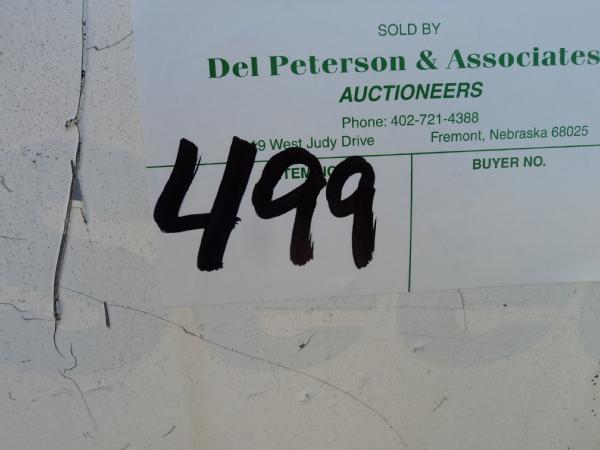 SOLD BY
Del Peterson & Associates
AUCTIONEERS
Phone: 402-721-4388
West Judy Drive Fremont, Nebraska 68025
BUYER NO.
499